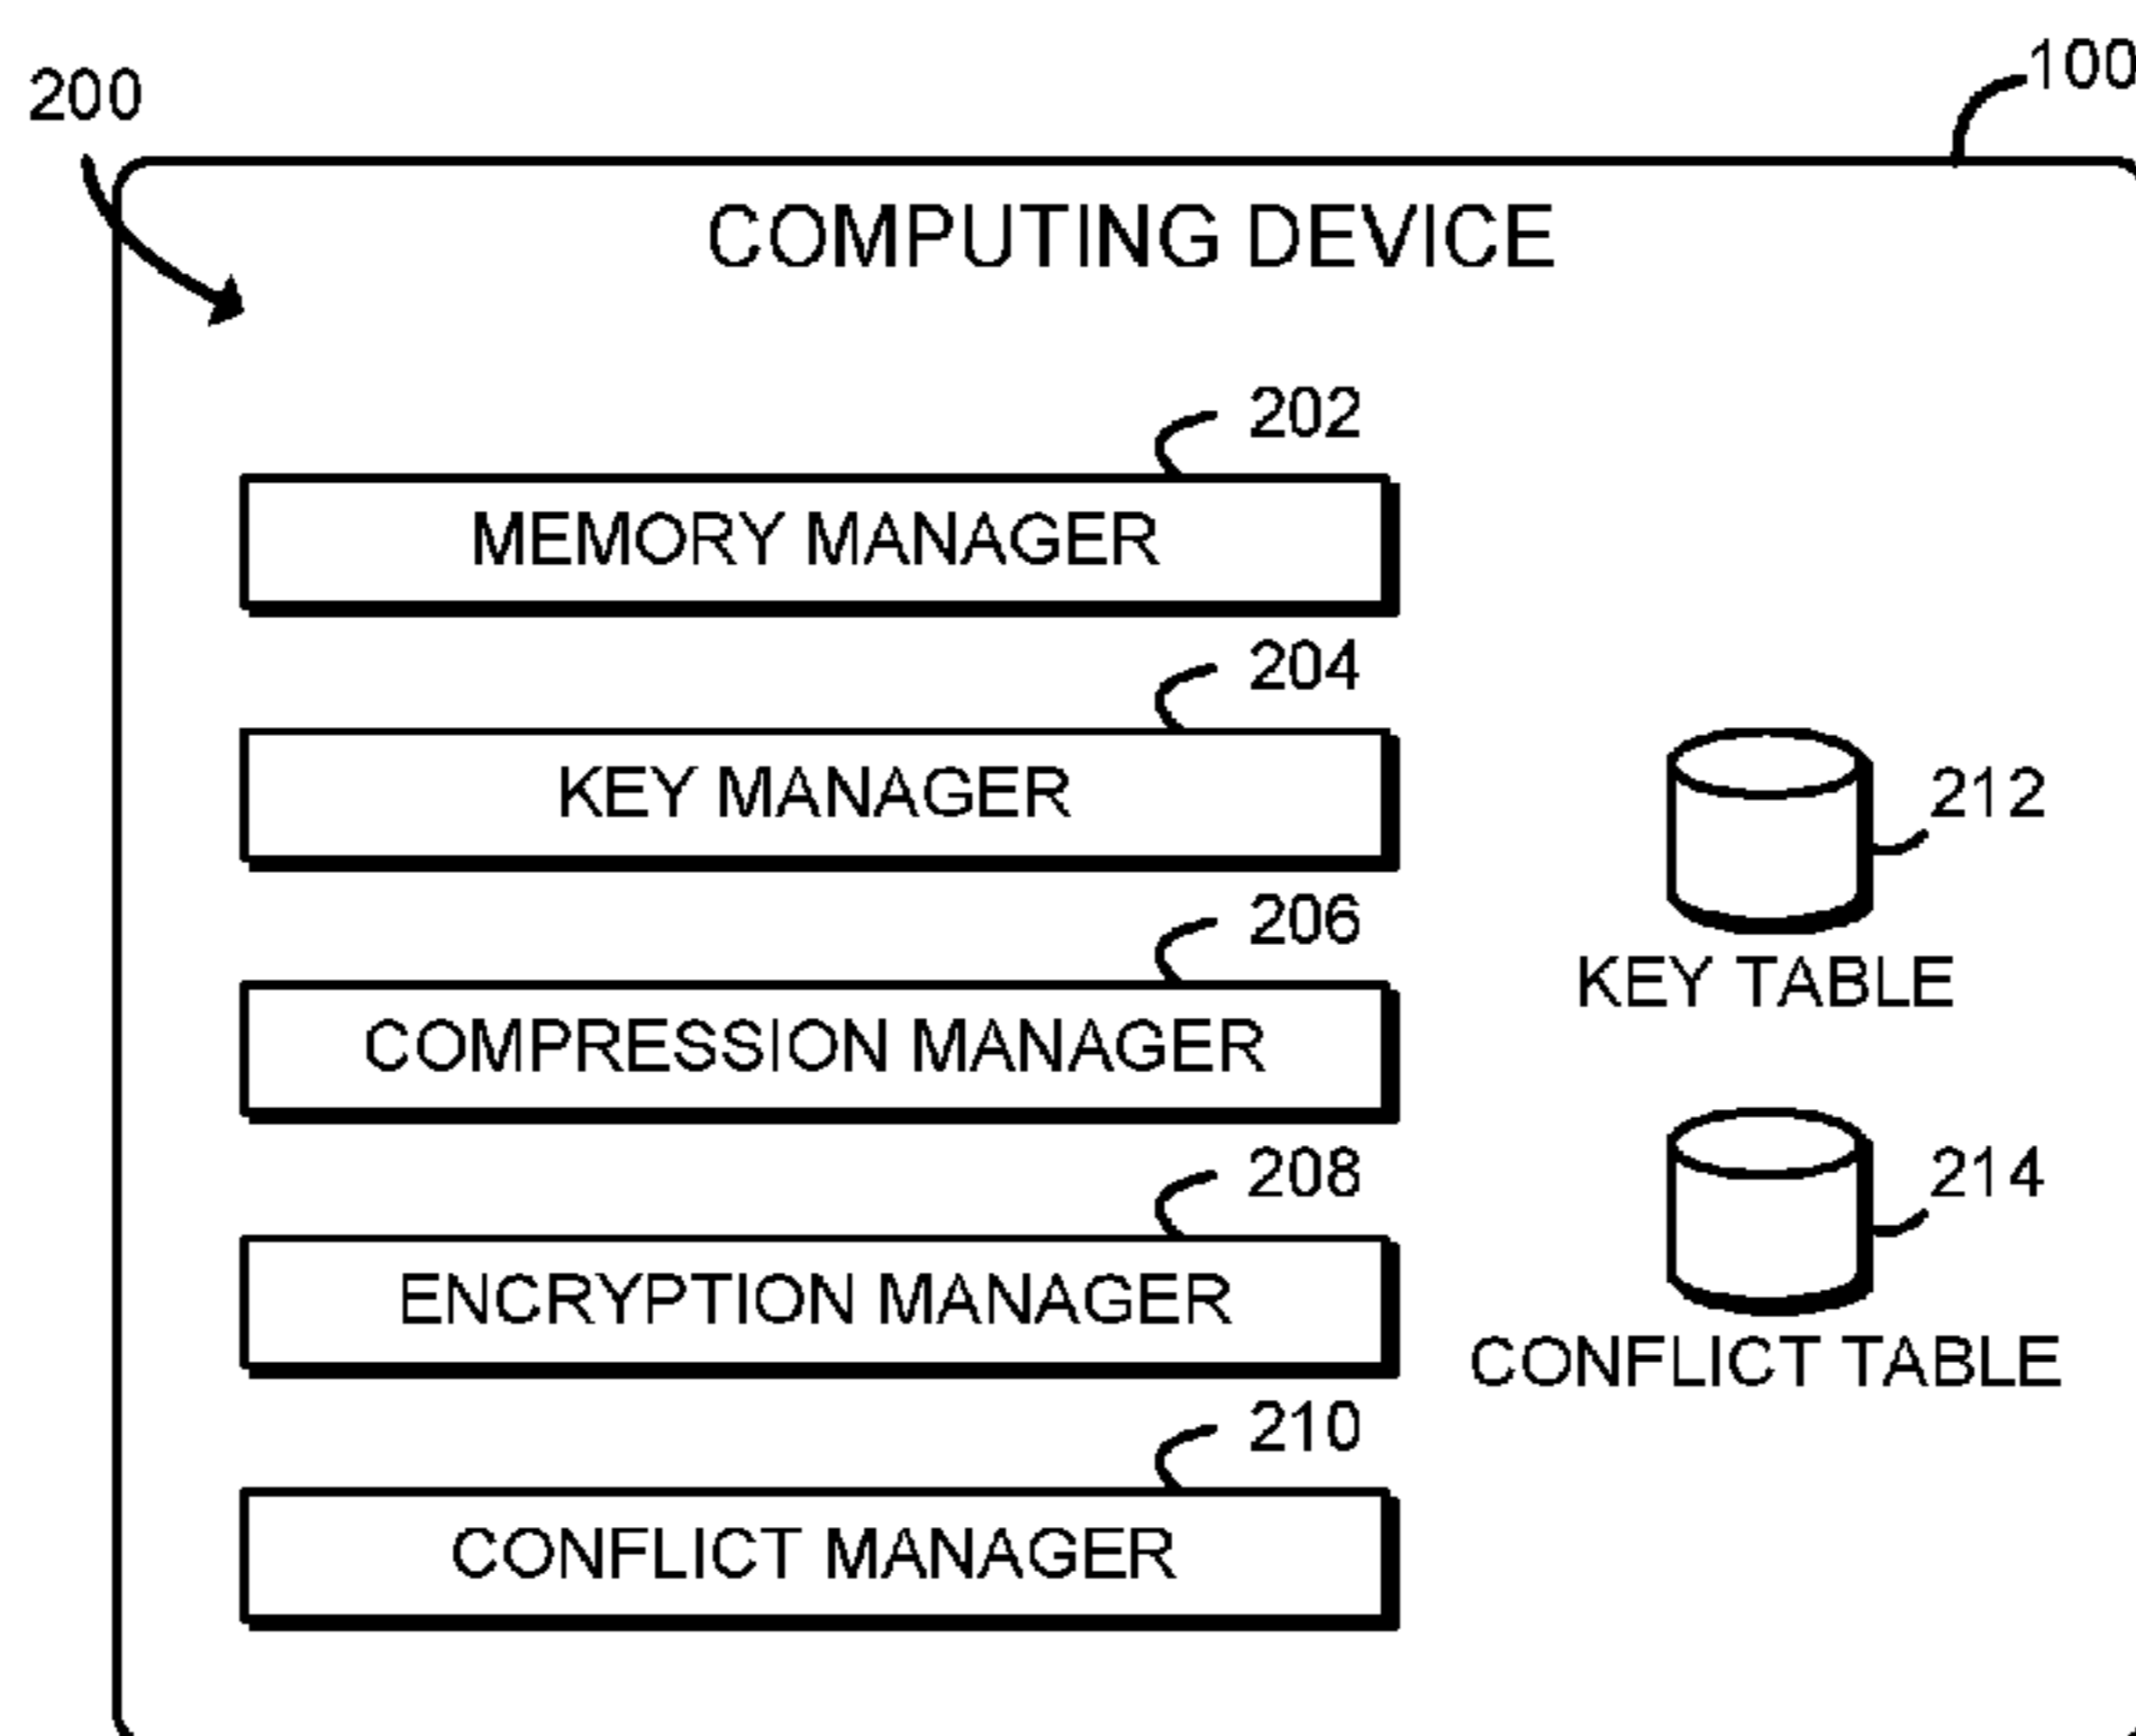 100
200
COMPUTING DEVICE
202
MEMORY MANAGER
204
KEY MANAGER
212
206
KEY TABLE
COMPRESSION MANAGER
208
214
ENCRYPTION MANAGER
CONFLICT TABLE
210
CONFLICT MANAGER